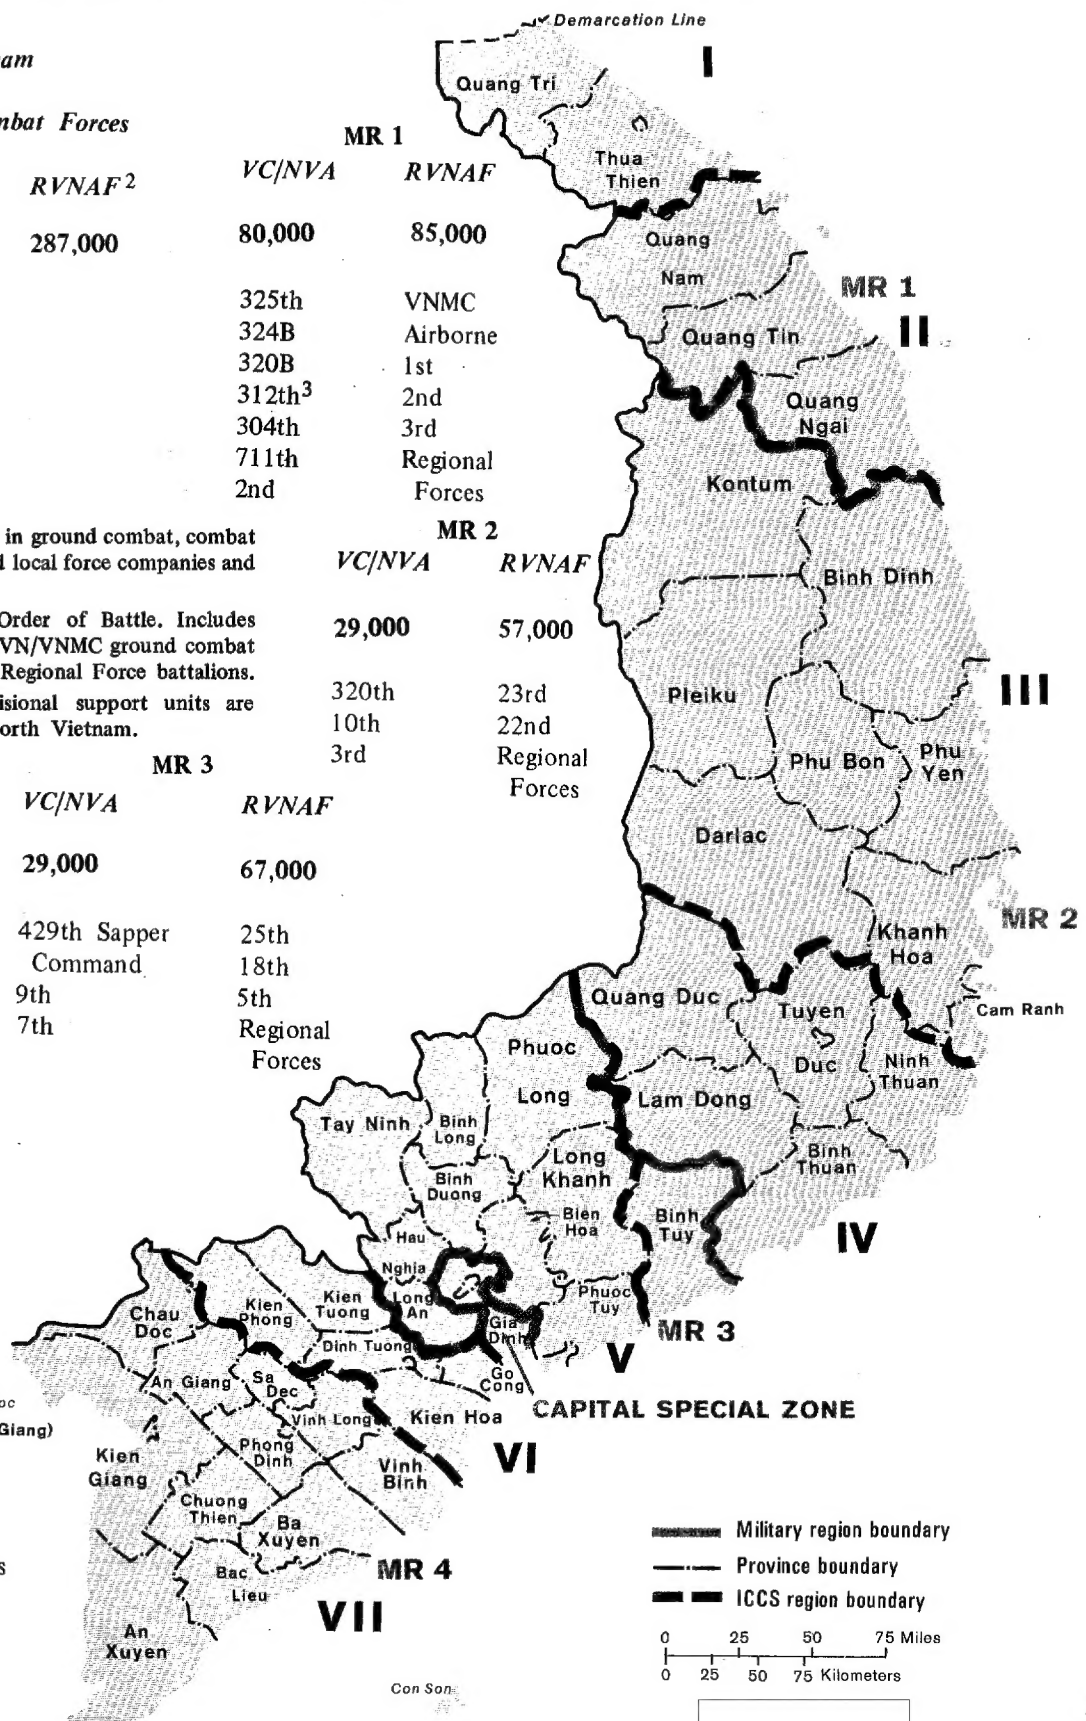 Demarcation Line
am
nbat Forces
RVNAF2
287,000
MR 1
VC/NVA RVNAF
80,000 85,000
325th VNMC
324B Airborne
320B 1st
312th3 2nd
304th 3rd
711th Regional
2nd Forces
in ground combat, combat
local force companies and
Order of Battle. Includes
VN/VNMC ground combat
Regional Force battalions.
isional support units are
orth Vietnam.
MR 2
VC/NVA RVNAF
29,000 57,000
320th 23rd
10th 22nd
3rd Regional
Forces
MR 3
VC/NVA RVNAF
29,000 67,000
429th Sapper 25th
Command 18th
9th 5th
7th Regional
Forces
I
Quang Tri
Thua
Thien
Quang
Nam
MR 1
II
Quang Tin
Quang
Ngai
Kontum
Binh Dinh
III
Pleiku
Phu Bon
Phu
Yen
Darlac
MR 2
Khanh
Hoa
Cam Ranh
Quang Duc
Tuyen
Duc
Ninh
Thuan
Phuoc
Long
Lam Dong
Tay Ninh
Binh
Long
Binh
Duong
Long
Khanh
Binh
Thuan
Bien
Hoa
Binh
Tuy
IV
Hau
Nghia
Phuoc
Tuy
Long
An
Gia
Dinh
MR 3
V
Kien
Tuong
Kien
Phong
Chau
Doc
Dinh Tuong
Go
Cong
CAPITAL SPECIAL ZONE
An Giang
Sa
Dec
Vinh Long
Kien Hoa
oc
Giang)
VI
Phong
Dinh
Vinh
Binh
Kien
Giang
Chuong
Thien
Ba
Xuyen
Bac
Lieu
MR 4
VII
s
An
Xuyen
Con Son
Military region boundary
Province boundary
ICCS region boundary
0 25 50 75 Miles
0 25 50 75 Kilometers